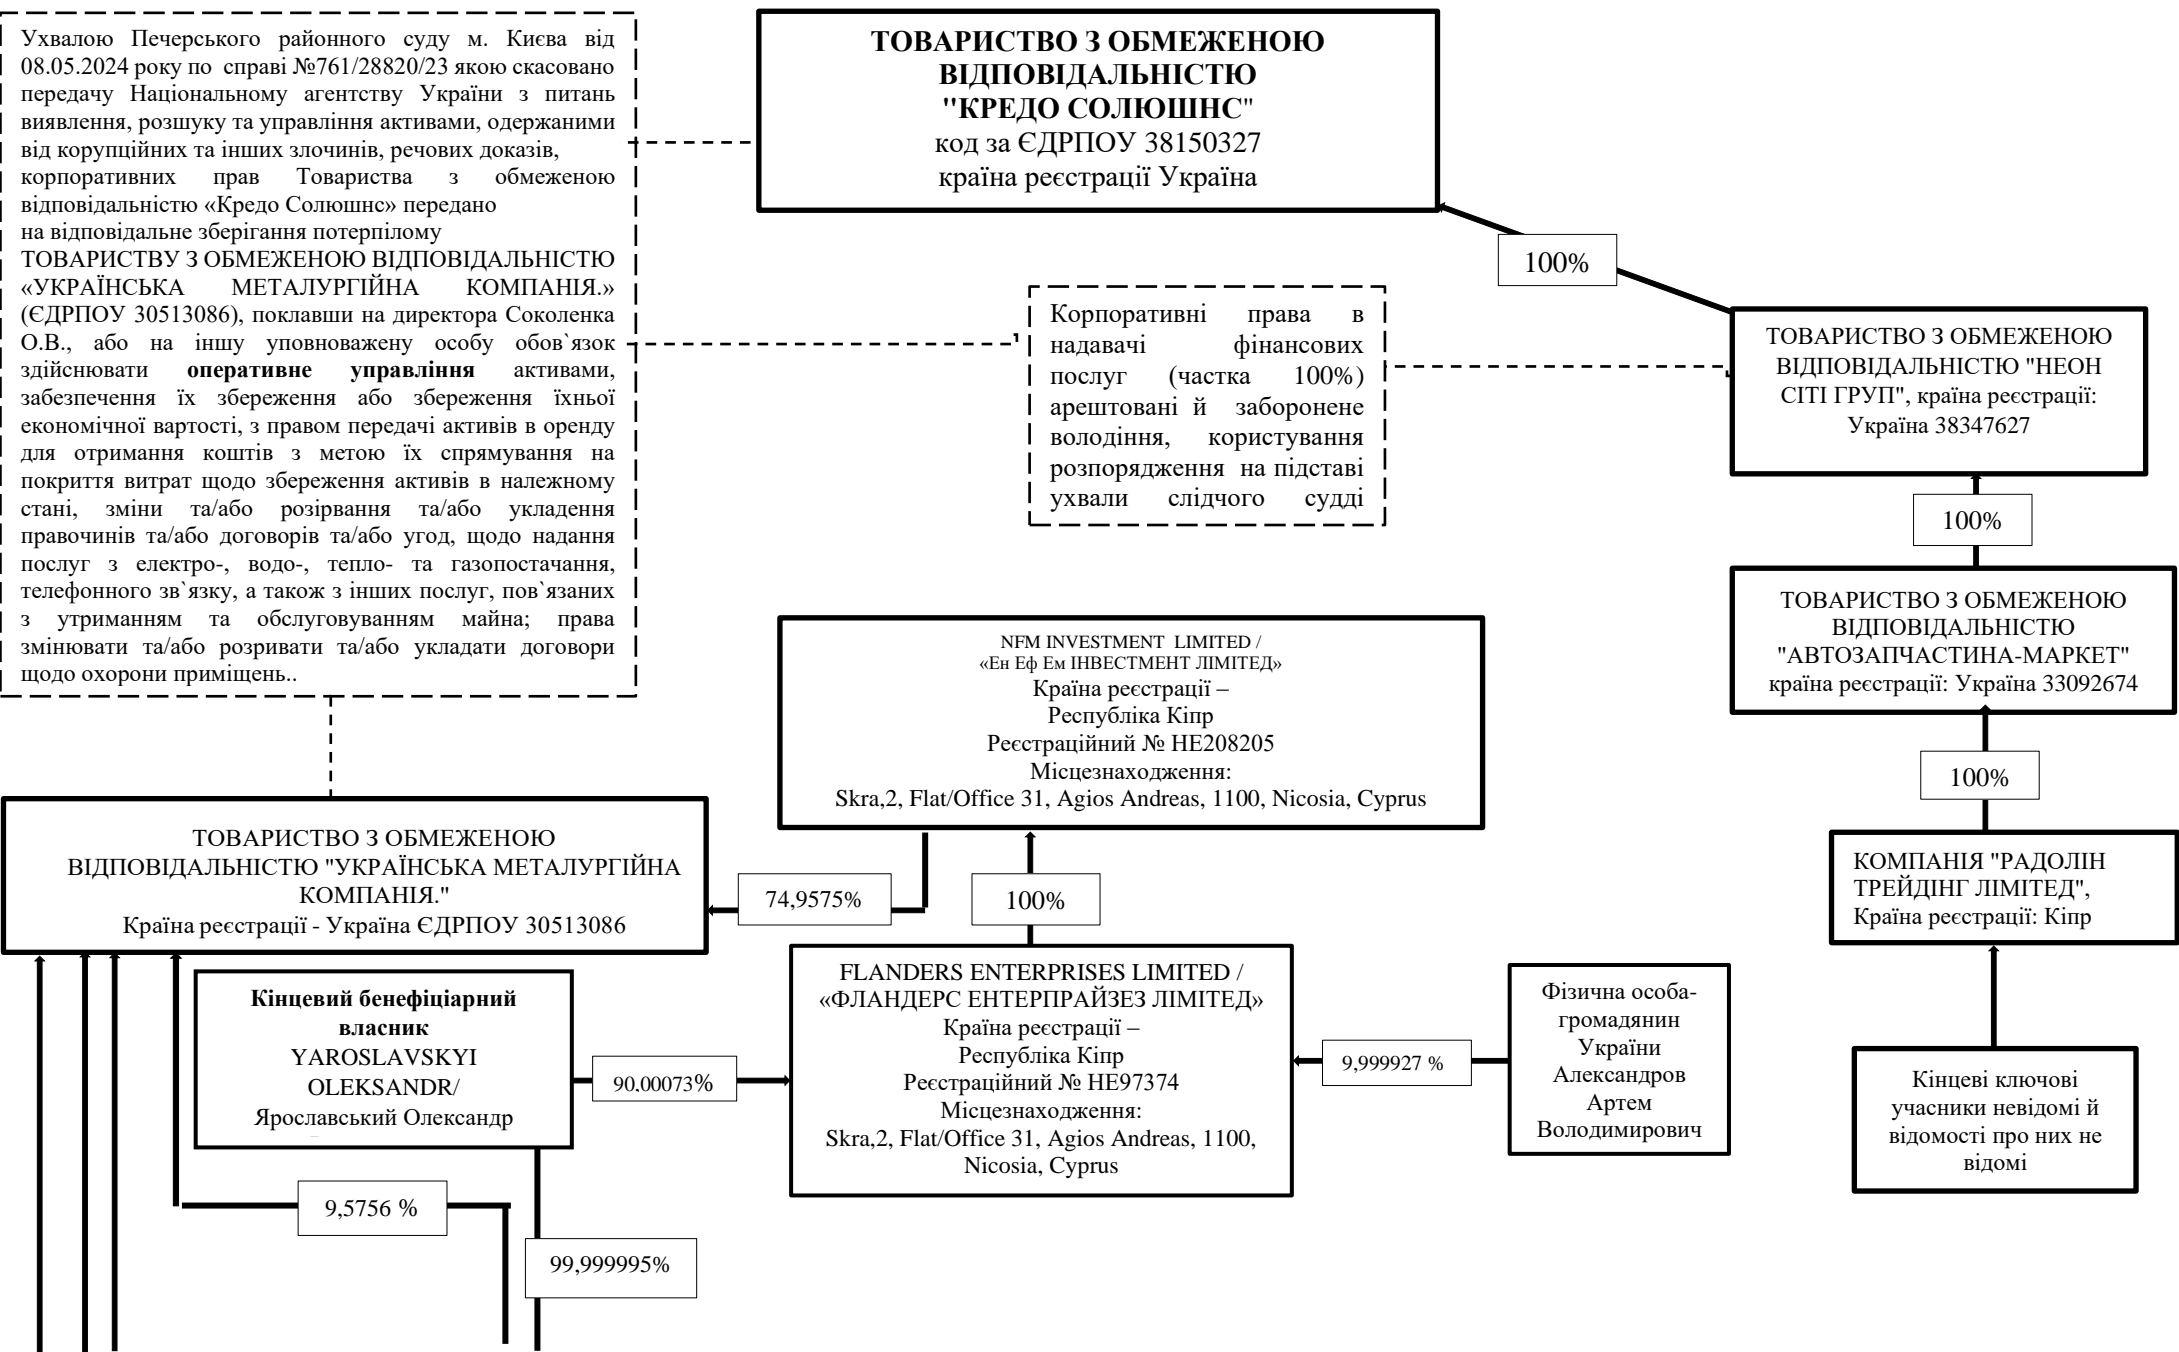 Ухвалою Печерського районного суду м. Києва від
08.05.2024 року по справі №761/28820/23 якою скасовано
передачу Національному агентству України з питань
виявлення, розшуку та управління активами, одержаними
від корупційних та інших злочинів, речових доказів,
корпоративних прав Товариства з обмеженою
відповідальністю «Кредо Солюшнс» передано
на відповідальне зберігання потерпілому
ТОВАРИСТВУ З ОБМЕЖЕНОЮ ВІДПОВІДАЛЬНІСТЮ
«УКРАЇНСЬКА МЕТАЛУРГІЙНА КОМПАНІЯ.»
(ЄДРПОУ 30513086), поклавши на директора Соколенка
О.В., або на іншу уповноважену особу обов`язок
здійснювати оперативне управління активами,
забезпечення їх збереження або збереження їхньої
економічної вартості, з правом передачі активів в оренду
для отримання коштів з метою їх спрямування на
покриття витрат щодо збереження активів в належному
стані, зміни та/або розірвання та/або укладення
правочинів та/або договорів та/або угод, щодо надання
послуг з електро-, водо-, тепло- та газопостачання,
телефонного зв`язку, а також з інших послуг, пов`язаних
з утриманням та обслуговуванням майна; права
змінювати та/або розривати та/або укладати договори
щодо охорони приміщень..
ТОВАРИСТВО З ОБМЕЖЕНОЮ
ВІДПОВІДАЛЬНІСТЮ
"КРЕДО СОЛЮШНС"
код за ЄДРПОУ 38150327
країна реєстрації Україна
100%
Корпоративні права в
надавачі фінансових
послуг (частка 100%)
арештовані й заборонене
володіння, користування
розпорядження на підставі
ухвали слідчого судді
ТОВАРИСТВО З ОБМЕЖЕНОЮ
ВІДПОВІДАЛЬНІСТЮ "НЕОН
СІТІ ГРУП", країна реєстрації:
Україна 38347627
100%
ТОВАРИСТВО З ОБМЕЖЕНОЮ
ВІДПОВІДАЛЬНІСТЮ
"АВТОЗАПЧАСТИНА-МАРКЕТ"
країна реєстрації: Україна 33092674
100%
КОМПАНІЯ "РАДОЛІН
ТРЕЙДІНГ ЛІМІТЕД",
Країна реєстрації: Кіпр
Кінцеві ключові
учасники невідомі й
відомості про них не
відомі
NFM INVESTMENT LIMITED /
«Ен Еф Ем ІНВЕСТМЕНТ ЛІМІТЕД»
Країна реєстрації –
Республіка Кіпр
Реєстраційний № HE208205
Місцезнаходження:
Skra,2, Flat/Office 31, Agios Andreas, 1100, Nicosia, Cyprus
ТОВАРИСТВО З ОБМЕЖЕНОЮ
ВІДПОВІДАЛЬНІСТЮ "УКРАЇНСЬКА МЕТАЛУРГІЙНА
КОМПАНІЯ."
Країна реєстрації - Україна ЄДРПОУ 30513086
74,9575%
100%
Кінцевий бенефіціарний
власник
YAROSLAVSKYI
OLEKSANDR/
Ярославський Олександр
90.00073%
FLANDERS ENTERPRISES LIMITED /
«ФЛАНДЕРС ЕНТЕРПРАЙЗЕЗ ЛІМІТЕД»
Країна реєстрації –
Республіка Кіпр
Реєстраційний № HE97374
Місцезнаходження:
Skra,2, Flat/Office 31, Agios Andreas, 1100,
Nicosia, Cyprus
9,999927 %
Фізична особа-
громадянин
України
Александров
Артем
Володимирович
9,5756 %
99,999995%